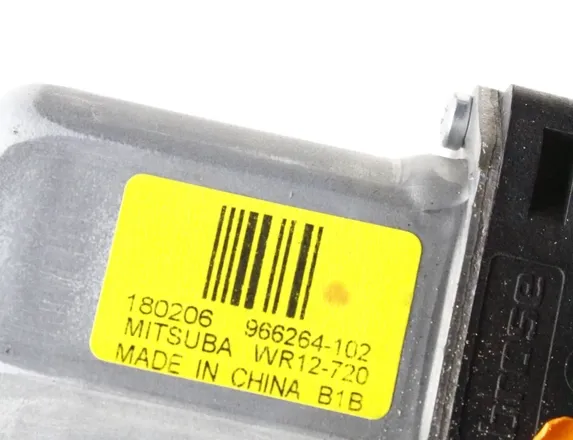 180206 966264-102
MITSUBA WR12-720
MADE IN CHINA B1B